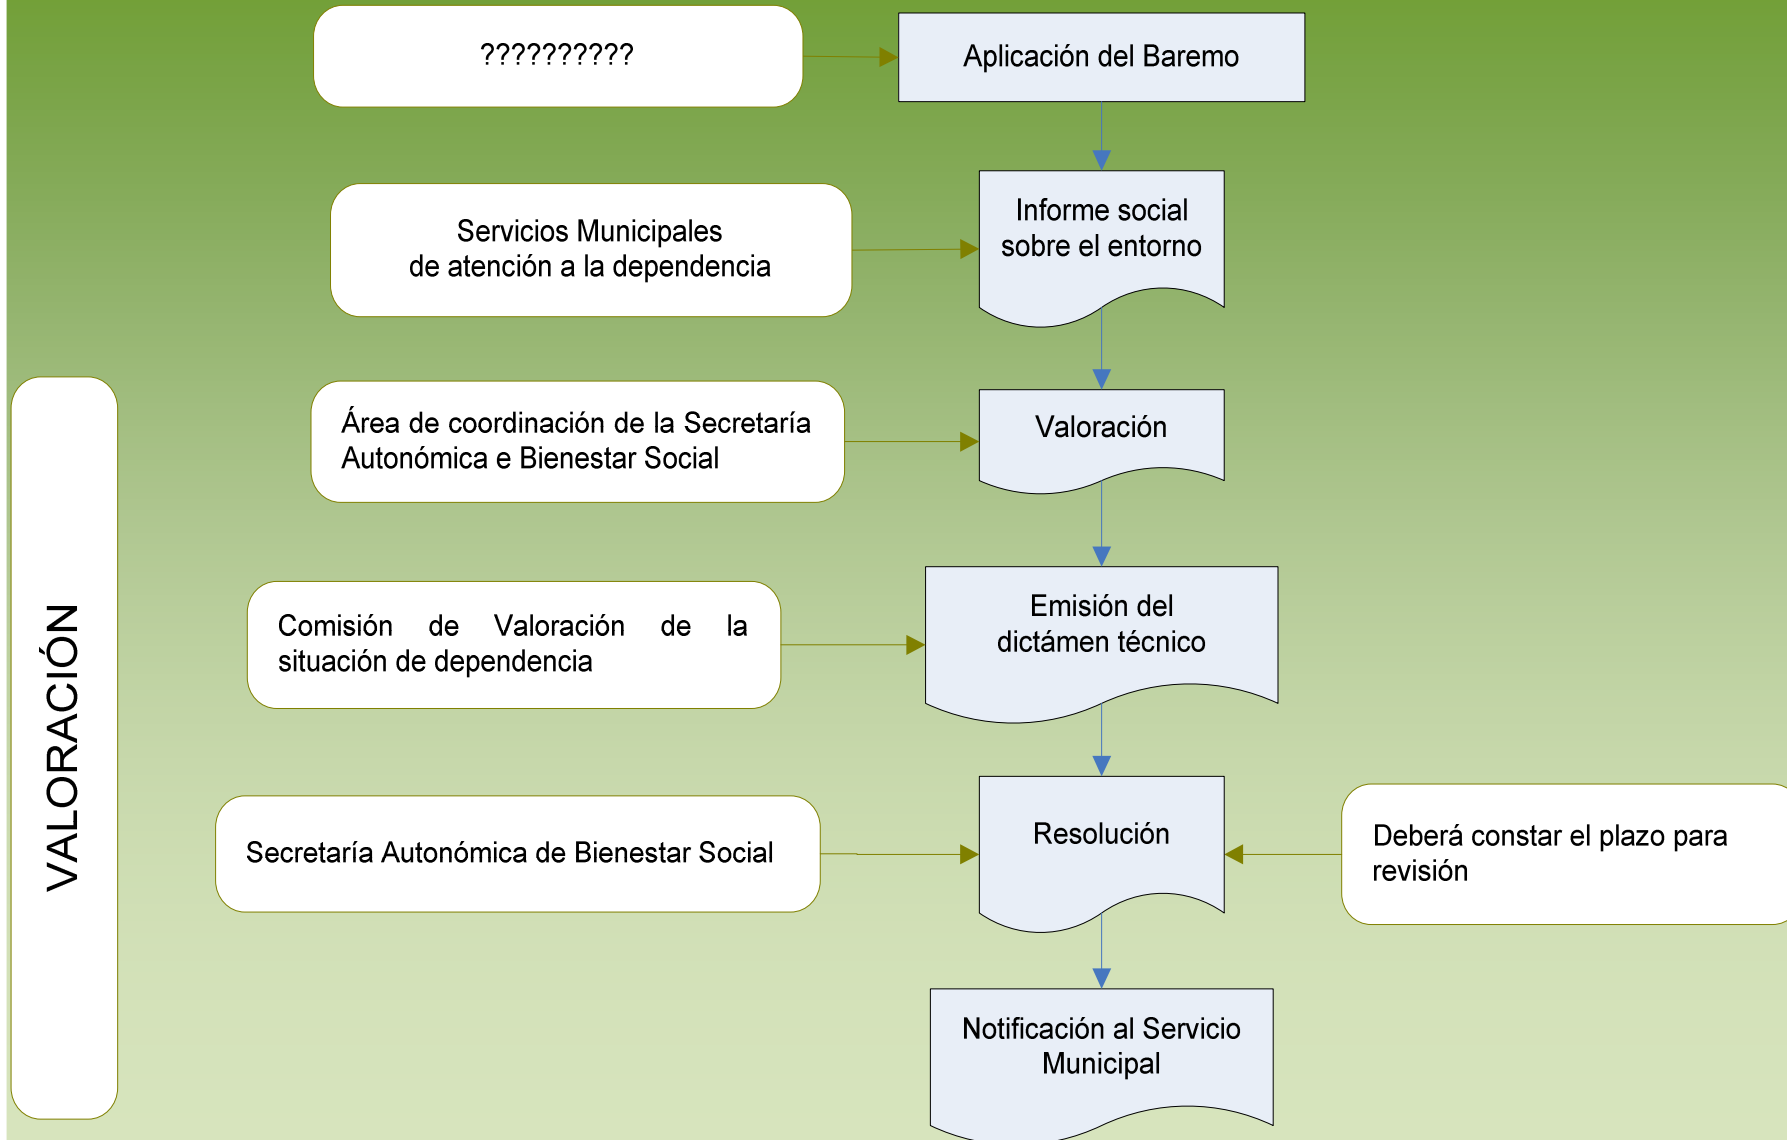 ??????????
Aplicación del Baremo
Servicios Municipales
de atención a la dependencia
Informe social
sobre el entorno
Área de coordinación de la Secretaría
Autonómica e Bienestar Social
Valoración
Comisión de Valoración de la
situación de dependencia
Emisión del
dictámen técnico
Secretaría Autonómica de Bienestar Social
Resolución
Deberá constar el plazo para
revisión
Notificación al Servicio
Municipal
VALORACIÓN